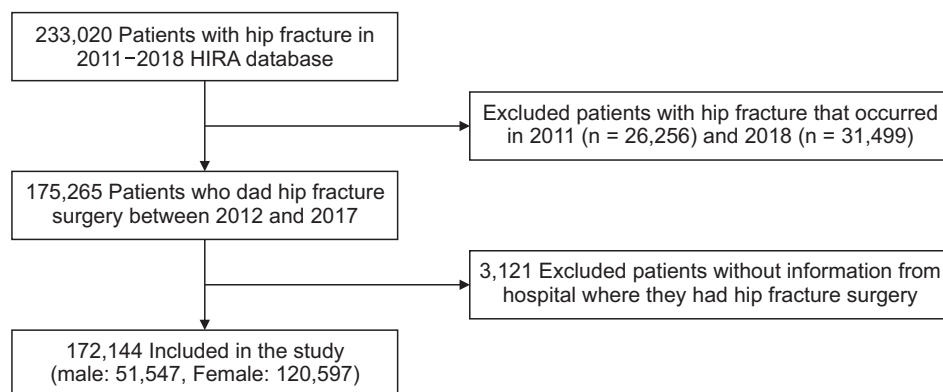 233,020 Patients with hip fracture in
2011−2018 HIRA database
Excluded patients with hip fracture that occurred
in 2011 (n = 26,256) and 2018 (n = 31,499)
175,265 Patients who dad hip fracture
surgery between 2012 and 2017
3,121 Excluded patients without information from
hospital where they had hip fracture surgery
172,144 Included in the study
(male: 51,547, Female: 120,597)